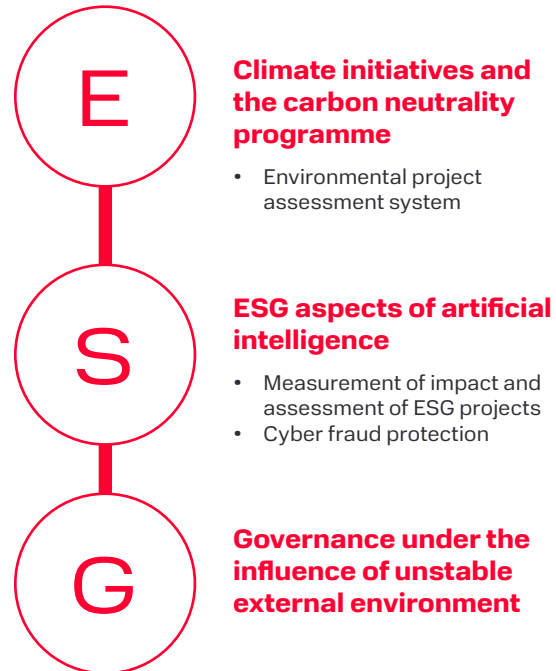 E
Climate initiatives and
the carbon neutrality
programme
• Environmental project
assessment system
S
ESG aspects of artificial
intelligence
• Measurement of impact and
assessment of ESG projects
• Cyber fraud protection
G
Governance under the
influence of unstable
external environment